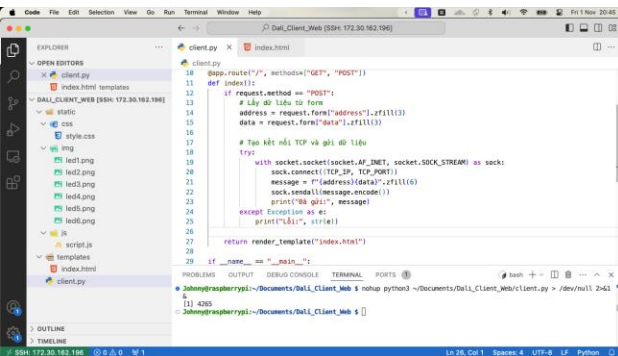 Code File Edit Selection View Go Run Terminal Window Help
Fri 1 Nov 20:45
Dali_Client_Web [SSH: 172.30.162.196]
EXPLORER
OPEN EDITORS
client.py
index.html templates
DALI_CLIENT_WEB [SSH: 172.30.162.196]
static
css
style.css
img
led1.png
led2.png
led3.png
led4.png
led5.png
led6.png
js
script.js
templates
index.html
client.py
OUTLINE
TIMELINE
client.py
index.html
client.py
10 @app.route("/", methods=["GET", "POST"])
11 def index():
12 if request.method == "POST":
13 # Lấy dữ liệu từ form
14 address = request.form["address"].zfill(3)
15 data = request.form["data"].zfill(3)
16
17 # Tạo kết nối TCP và gửi dữ liệu
18 try:
19 with socket.socket(socket.AF_INET, socket.SOCK_STREAM) as sock:
20 sock.connect((TCP_IP, TCP_PORT))
21 message = f"{address}{data}".zfill(6)
22 sock.sendall(message.encode())
23 print("Đã gửi:", message)
24 except Exception as e:
25 print("Lỗi:", str(e))
26
27 return render_template("index.html")
28
29 if __name__ == "__main__":
PROBLEMS OUTPUT DEBUG CONSOLE TERMINAL PORTS 1
bash
Johnny@raspberrypi:~/Documents/Dali_Client_Web $ nohup python3 ~/Documents/Dali_Client_Web/client.py > /dev/null 2>&1
&
[1] 4265
Johnny@raspberrypi:~/Documents/Dali_Client_Web $
SSH: 172.30.162.196 0 2 1
Ln 26, Col 1 Spaces: 4 UTF-8 LF Python